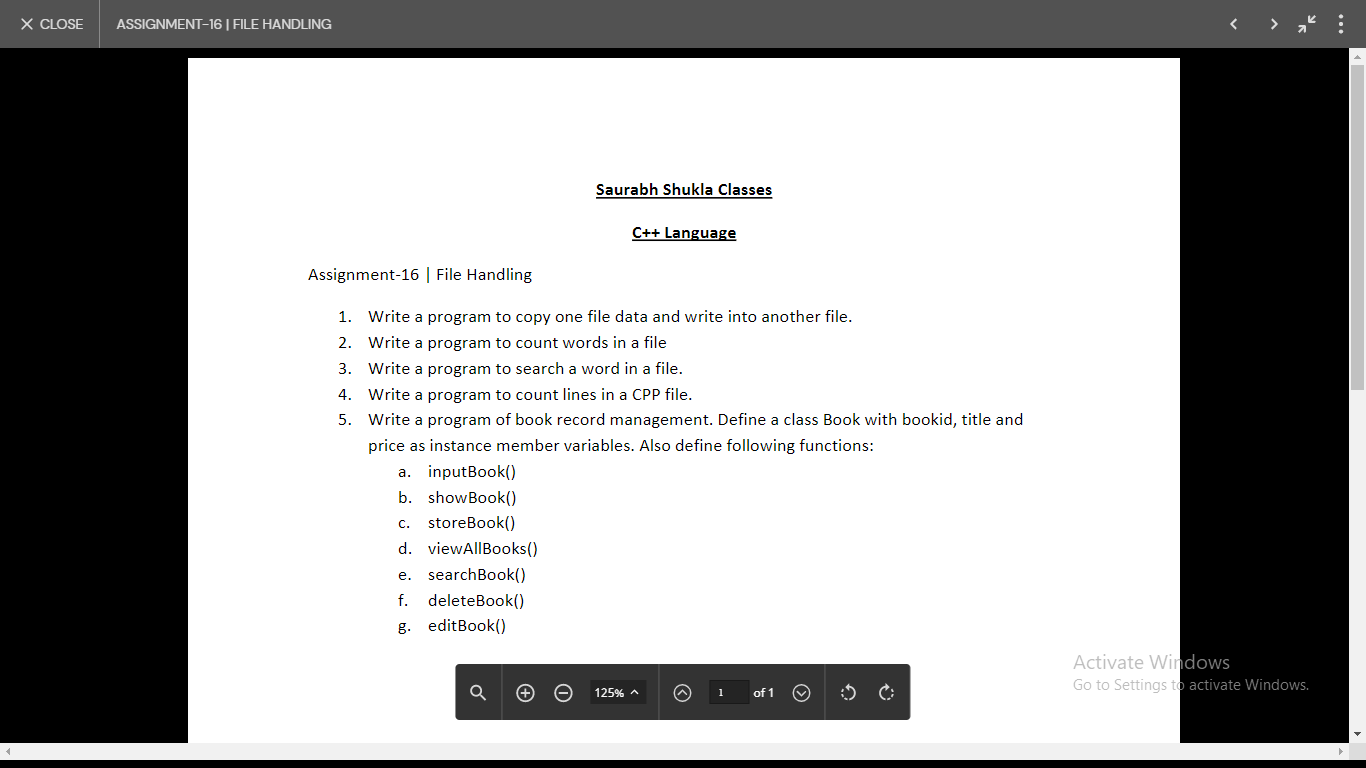 CLOSE
ASSIGNMENT-16 | FILE HANDLING
Saurabh Shukla Classes
C++ Language
Assignment-16 | File Handling
1. Write a program to copy one file data and write into another file.
2. Write a program to count words in a file
3. Write a program to search a word in a file.
4. Write a program to count lines in a CPP file.
5. Write a program of book record management. Define a class Book with bookid, title and
price as instance member variables. Also define following functions:
a. inputBook()
b. showBook()
c. storeBook()
d. viewAllBooks()
e. searchBook()
f. deleteBook()
g. editBook()
Activate Windows
Go to Settings to activate Windows.
125%
1 of 1